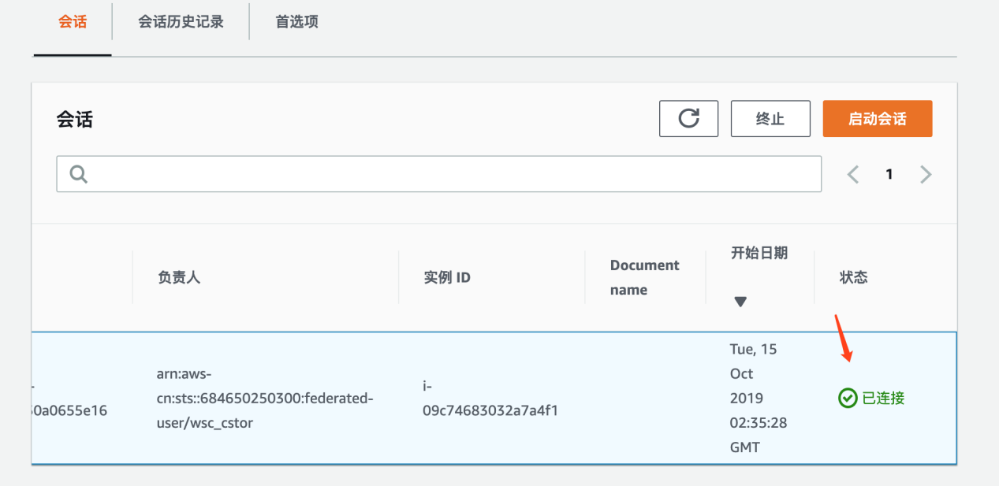 会话 会话历史记录 首选项
会话
终止 启动会话
1
负责人 实例 ID Document name 开始日期 状态
arn:aws-
cn:sts::684650250300:federated-
user/wsc_cstor
i-
09c74683032a7a4f1
Tue, 15
Oct
2019
02:35:28
GMT
已连接